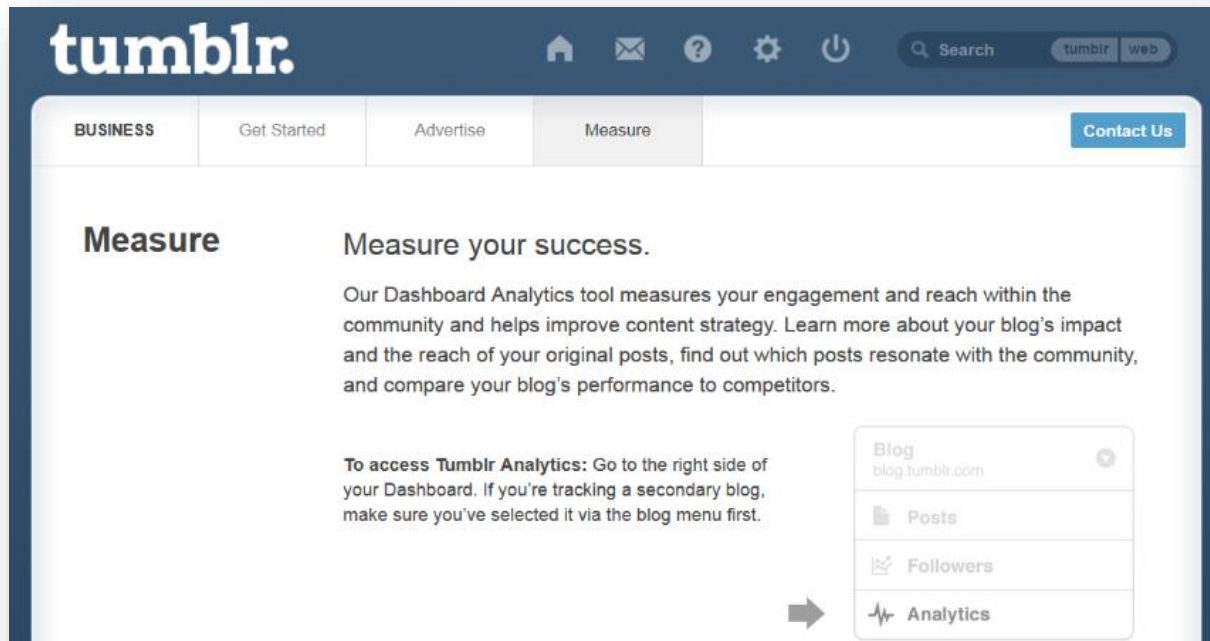 tumblr.
Search
tumblr web
BUSINESS
Get Started
Advertise
Measure
Contact Us
Measure
Measure your success.
Our Dashboard Analytics tool measures your engagement and reach within the
community and helps improve content strategy. Learn more about your blog's impact
and the reach of your original posts, find out which posts resonate with the community,
and compare your blog's performance to competitors.
To access Tumblr Analytics: Go to the right side of
your Dashboard. If you're tracking a secondary blog,
make sure you've selected it via the blog menu first.
Blog
blog.tumblr.com
Posts
Followers
Analytics